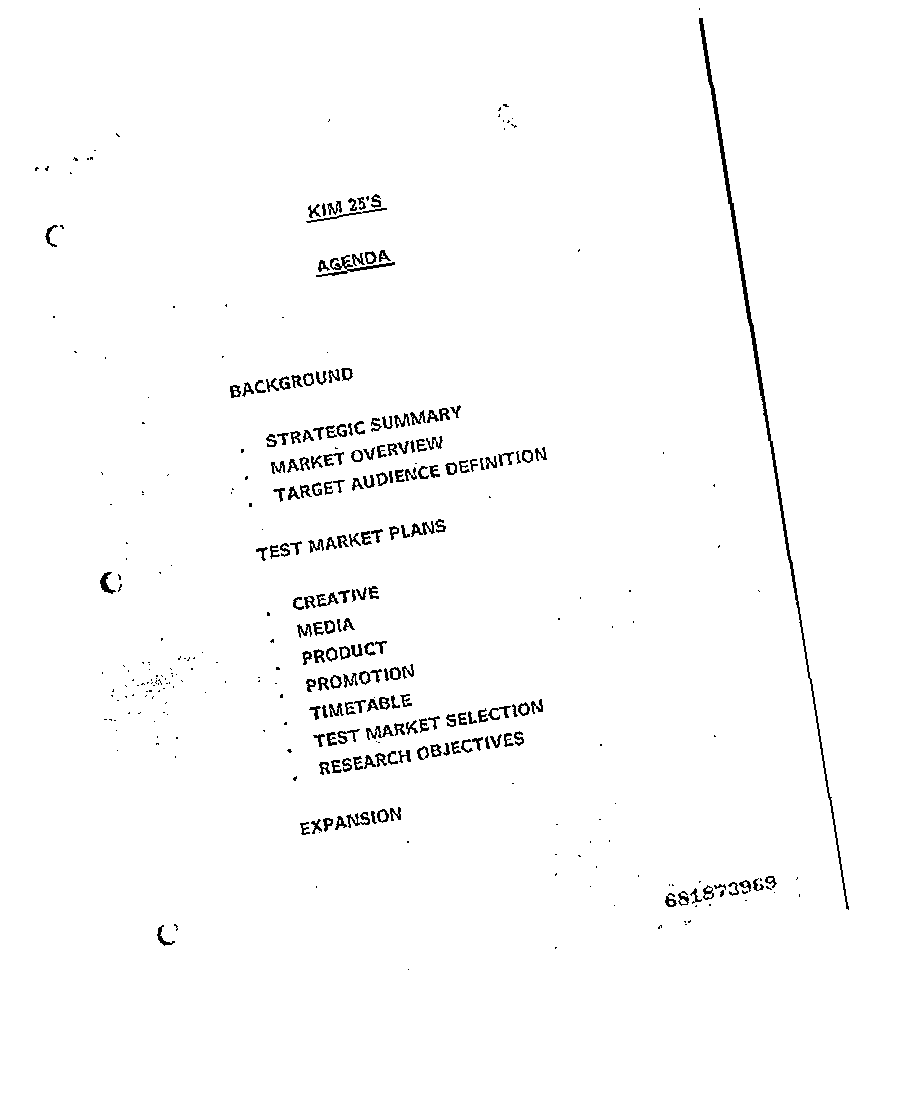 KIM 25'S
AGENDA
BACKGROUND
. STRATEGIC SUMMARY
. MARKET OVERVIEW
. TARGET AUDIENCE DEFINITION
TEST MARKET PLANS
. CREATIVE
. MEDIA
. PRODUCT
. PROMOTION
. TIMETABLE
. TEST MARKET SELECTION
. RESEARCH OBJECTIVES
EXPANSION
681873969